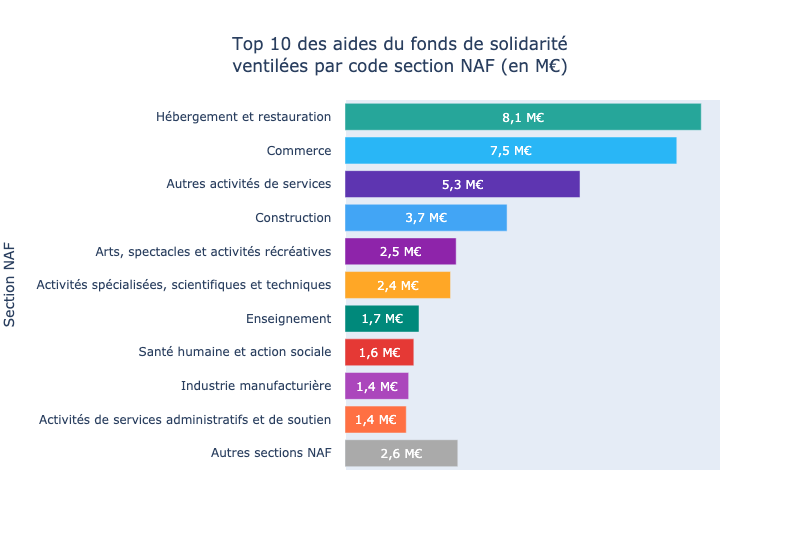 Top 10 des aides du fonds de solidarité
ventilées par code section NAF (en M€)
Section NAF
Hébergement et restauration 8,1 M€
Commerce 7,5 M€
Autres activités de services 5,3 M€
Construction 3,7 M€
Arts, spectacles et activités récréatives 2,5 M€
Activités spécialisées, scientifiques et techniques 2,4 M€
Enseignement 1,7 M€
Santé humaine et action sociale 1,6 M€
Industrie manufacturière 1,4 M€
Activités de services administratifs et de soutien 1,4 M€
Autres sections NAF 2,6 M€